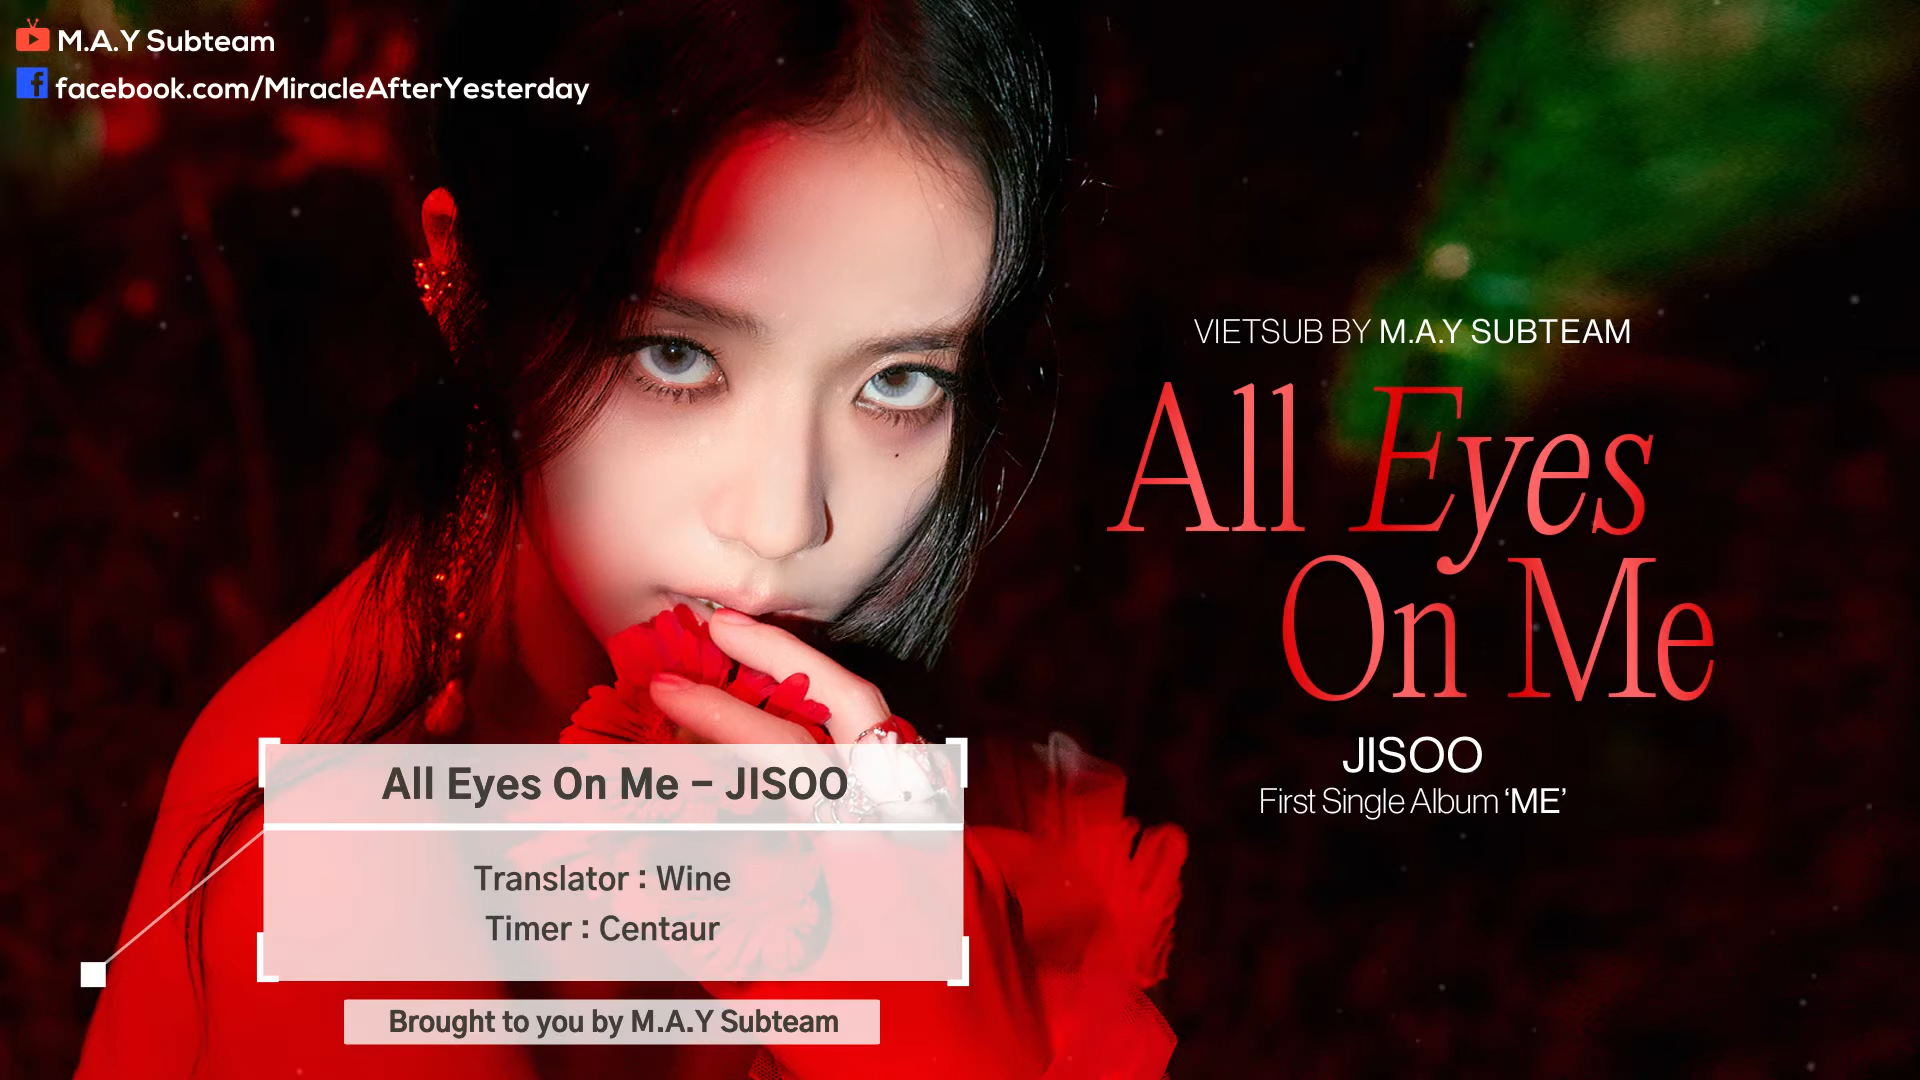 M.A.Y Subteam
facebook.com/MiracleAfterYesterday
VIETSUB BY M.A.Y SUBTEAM
All Eyes
On Me
JISOO
First Single Album ‘ME’
All Eyes On Me - JISOO
Translator : Wine
Timer : Centaur
Brought to you by M.A.Y Subteam